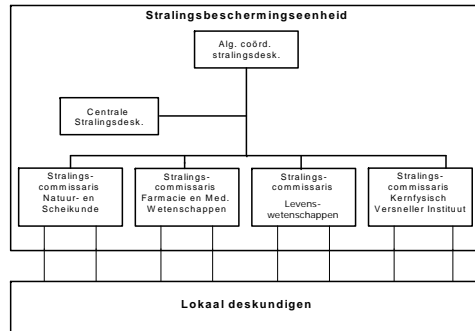 Stralingsbeschermingseenheid
Alg. coörd.
stralingsdesk.
Centrale
Stralingsdesk.
Stralings-
commissaris
Natuur- en
Scheikunde
Stralings-
commissaris
Farmacie en Med.
Wetenschappen
Stralings-
commissaris
Levens-
wetenschappen
Stralings-
commissaris
Kernfysisch
Versneller Instituut
Lokaal deskundigen